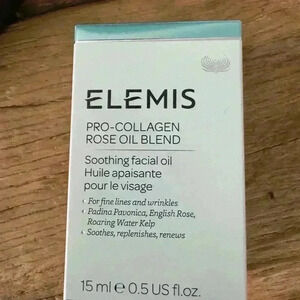 ELEMIS
PRO-COLLAGEN
ROSE OIL BLEND
Soothing facial oil
Huile apaisante
pour le visage
• For fine lines and wrinkles
• Padina Pavonica, English Rose,
Roaring Water Kelp
• Soothes, replenishes, renews
15 ml ℮ 0.5 US fl.oz.